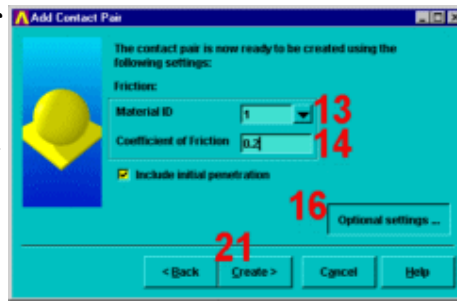 Add Contact Pair
The contact pair is now ready to be created using the
following settings:
Friction:
Material ID 1 13
Coefficient of Friction 0.2 14
Include initial penetration
16 Optional settings ...
21
< Back Create > Cancel Help